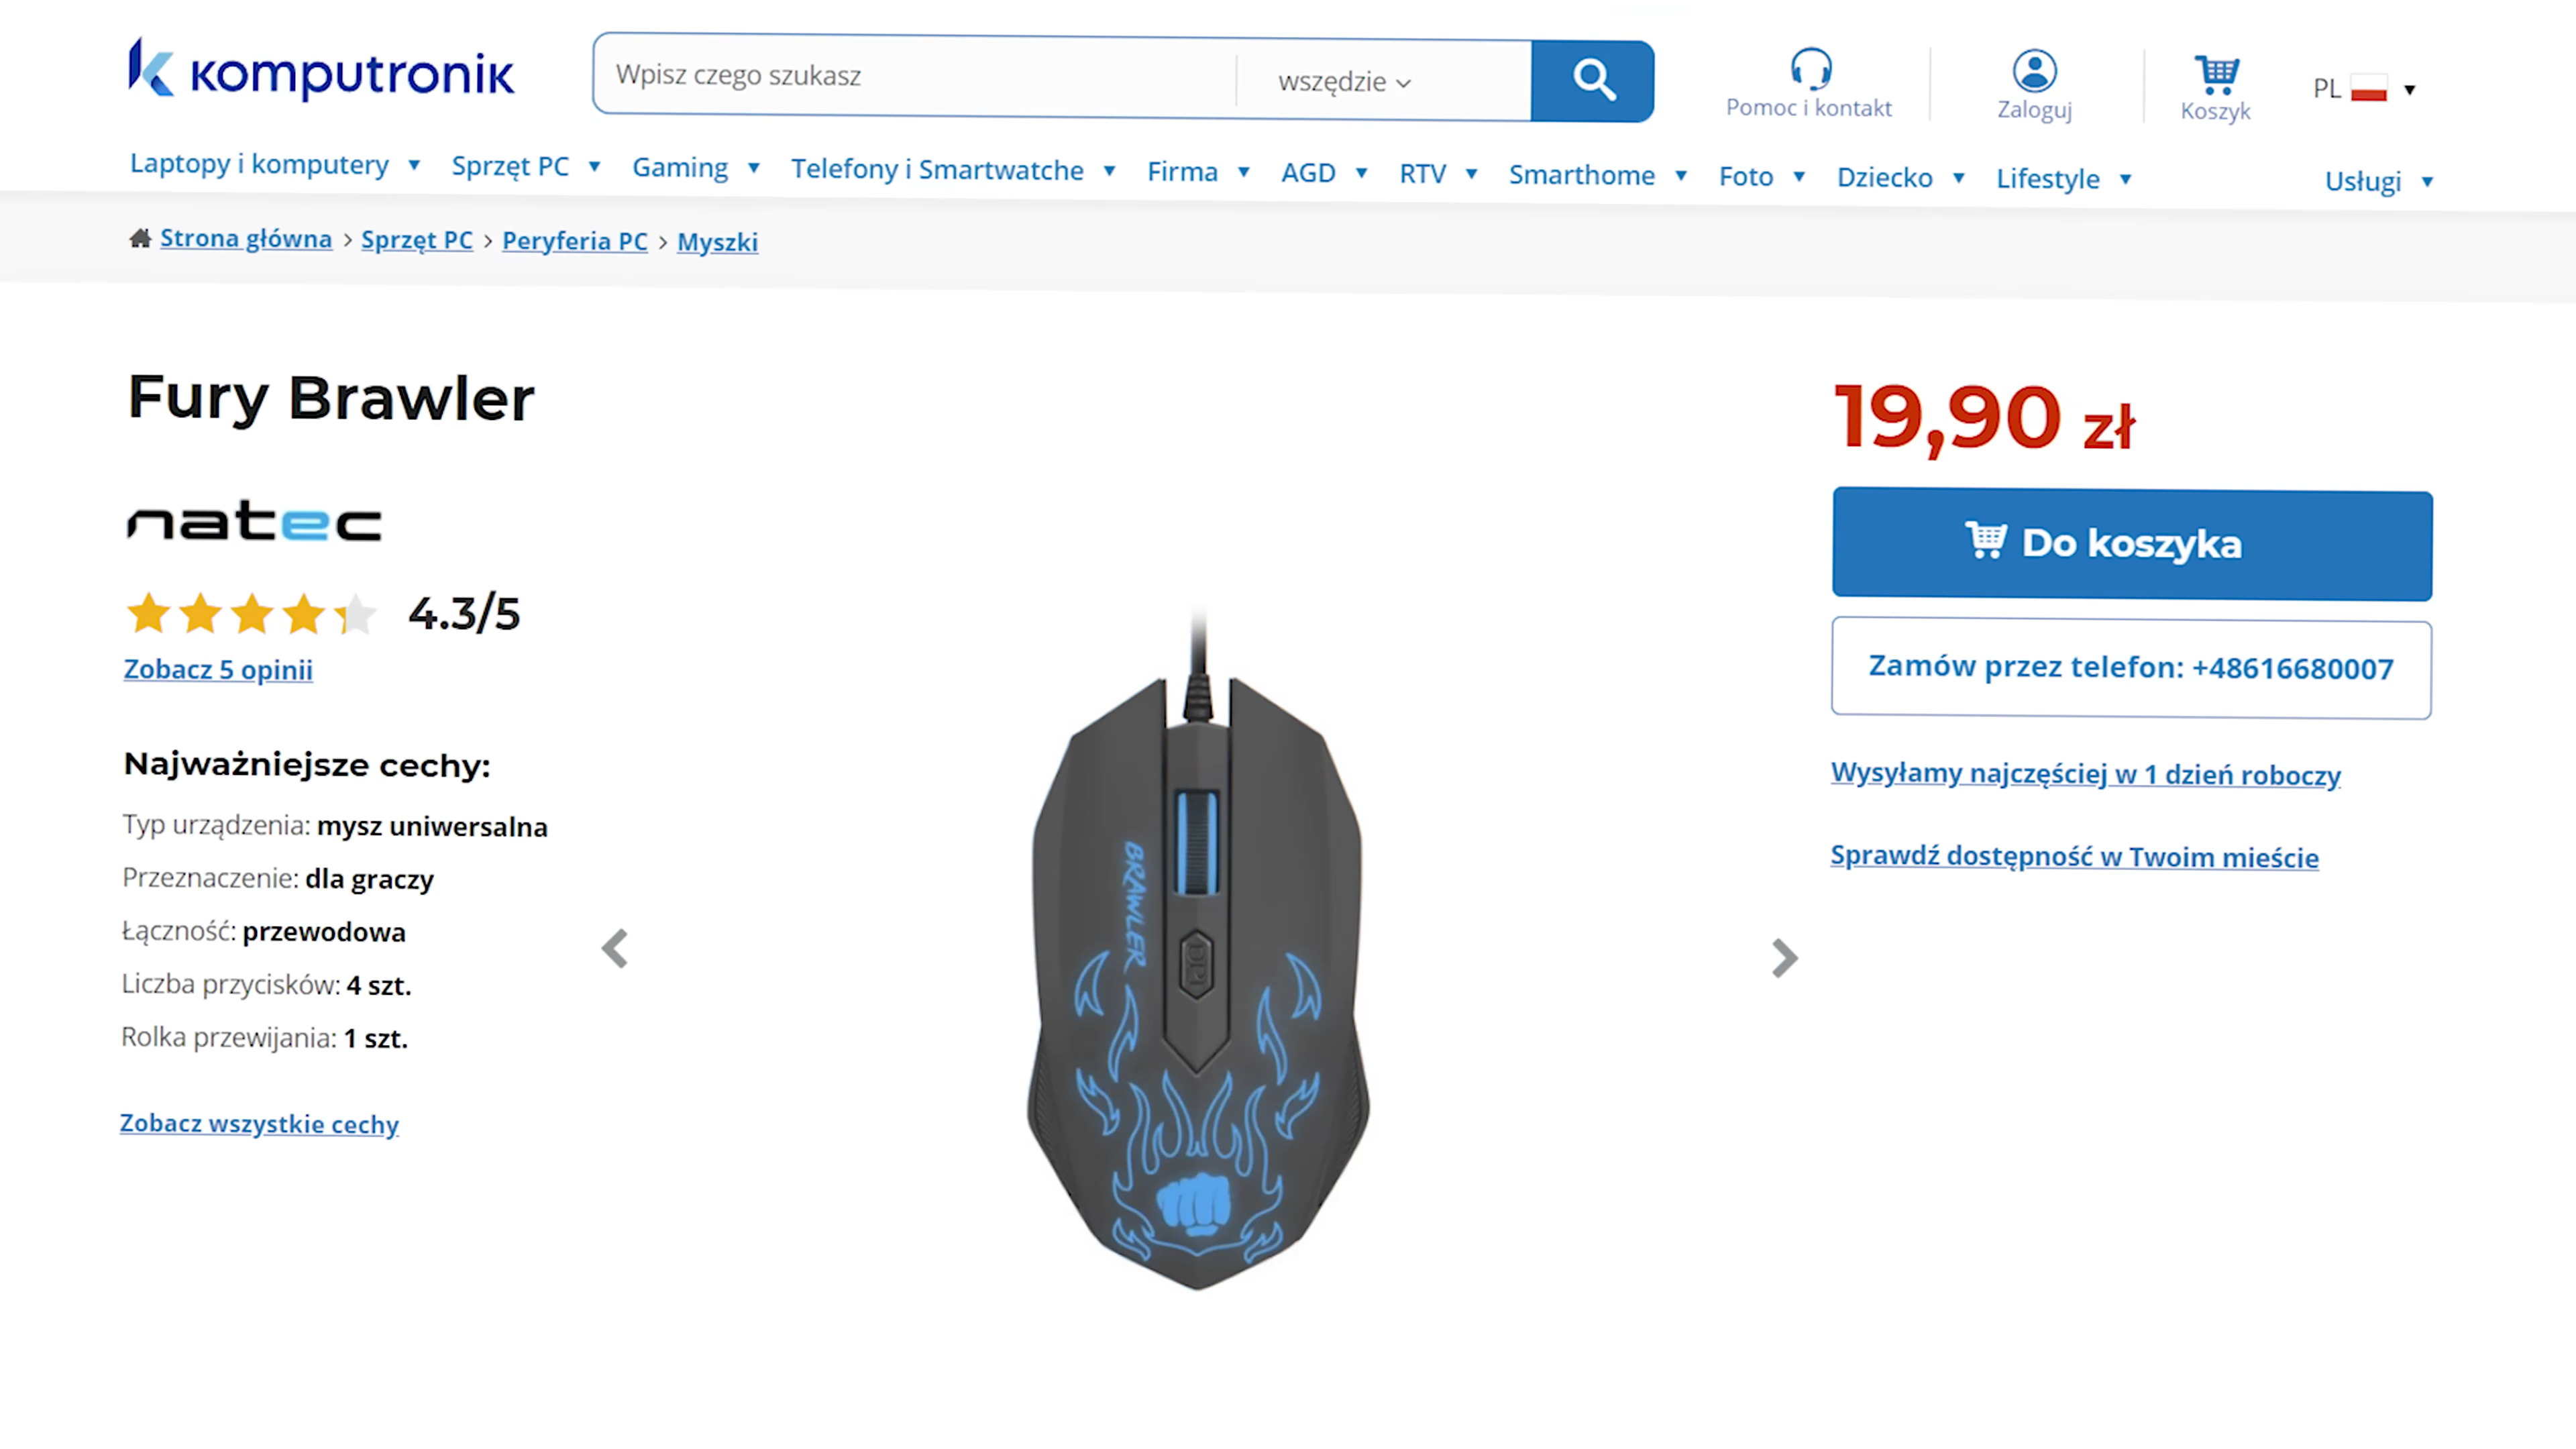 komputronik
Wpisz czego szukasz
wszędzie
Pomoc i kontakt
Zaloguj
Koszyk
PL
Laptopy i komputery
Sprzęt PC
Gaming
Telefony i Smartwatche
Firma
AGD
RTV
Smarthome
Foto
Dziecko
Lifestyle
Usługi
Strona główna > Sprzęt PC > Peryferia PC > Myszki
Fury Brawler
natec
4.3/5
Zobacz 5 opinii
Najważniejsze cechy:
Typ urządzenia: mysz uniwersalna
Przeznaczenie: dla graczy
Łączność: przewodowa
Liczba przycisków: 4 szt.
Rolka przewijania: 1 szt.
Zobacz wszystkie cechy
BRAWLER
DPI
19,90 zł
Do koszyka
Zamów przez telefon: +48616680007
Wysyłamy najczęściej w 1 dzień roboczy
Sprawdź dostępność w Twoim mieście